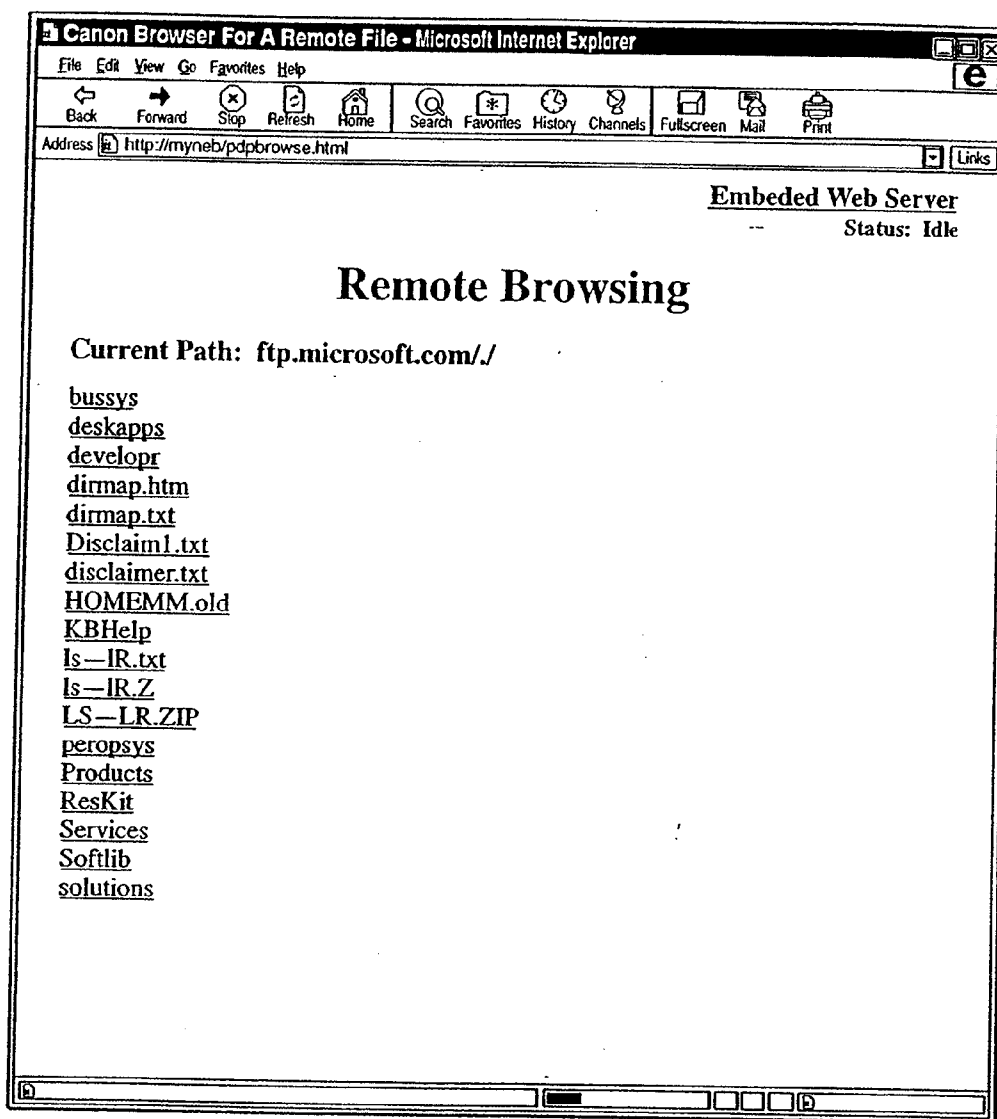 Canon Browser For A Remote File - Microsoft Internet Explorer
File Edit View Go Favorites Help
Back Forward Stop Refresh Home Search Favorites History Channels Fullscreen Mail Print
Address http://myneb/pdpbrowse.html Links
Embeded Web Server
-- Status: Idle
Remote Browsing
Current Path: ftp.microsoft.com/./
bussys
deskapps
developr
dirmap.htm
dirmap.txt
Disclaim1.txt
disclaimer.txt
HOMEMM.old
KBHelp
ls—lR.txt
ls—lR.Z
LS—LR.ZIP
peropsys
Products
ResKit
Services
Softlib
solutions